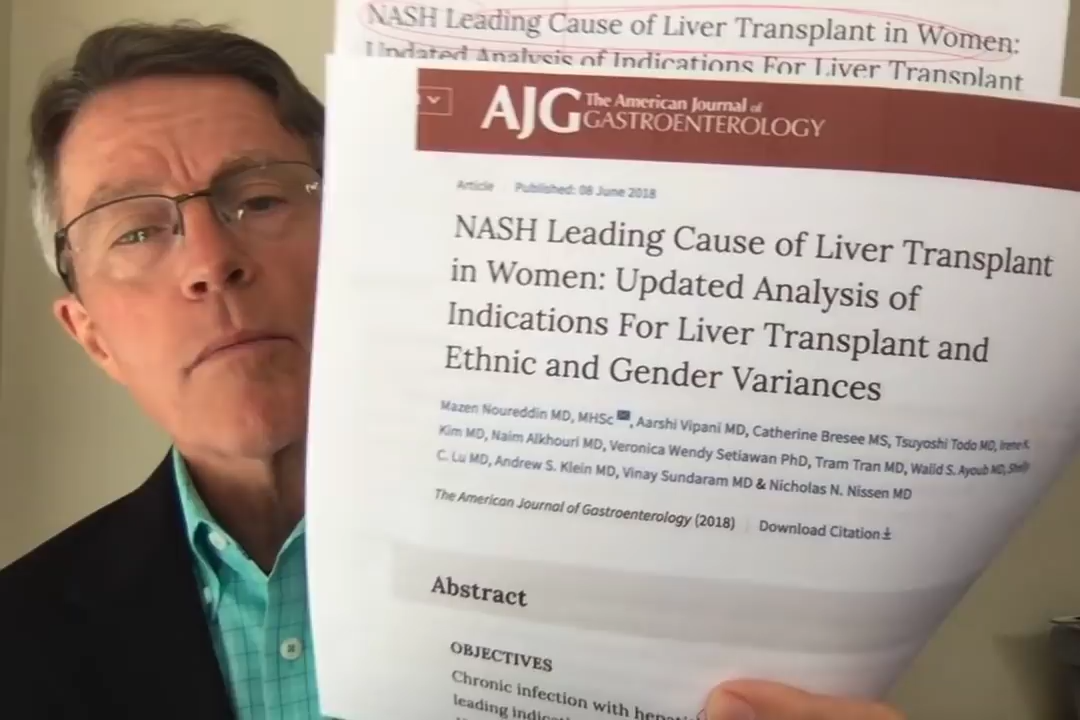 NASH Leading Cause of Liver Transplant in Women:
Updated Analysis of Indications For Liver Transplant
AJG The American Journal of
GASTROENTEROLOGY
Article Published: 08 June 2018
NASH Leading Cause of Liver Transplant
in Women: Updated Analysis of
Indications For Liver Transplant and
Ethnic and Gender Variances
Mazen Noureddin MD, MHSc, Aarshi Vipani MD, Catherine Bresee MS, Tsuyoshi Todo MD, Irene K.
Kim MD, Naim Alkhouri MD, Veronica Wendy Setiawan PhD, Tram Tran MD, Walid S. Ayoub MD, Shelly
C. Lu MD, Andrew S. Klein MD, Vinay Sundaram MD & Nicholas N. Nissen MD
The American Journal of Gastroenterology (2018) Download Citation
Abstract
OBJECTIVES
Chronic infection with
leading